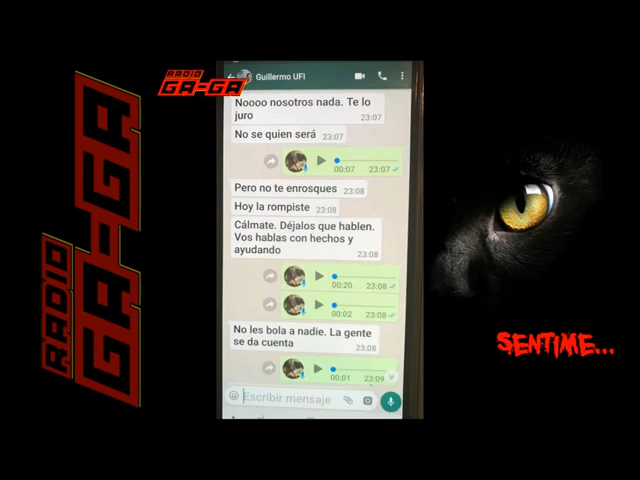 RADIO
GA-GA
RADIO
GA-GA
Guillermo UFI
Noooo nosotros nada. Te lo
juro
23:07
No se quien será 23:07
00:07 23:07
Pero no te enrosques 23:08
Hoy la rompiste 23:08
Cálmate. Déjalos que hablen.
Vos hablas con hechos y
ayudando
23:08
00:20 23:08
00:02 23:08
No les bola a nadie. La gente
se da cuenta
23:08
00:01 23:09
Escribir mensaje
SENTIME...